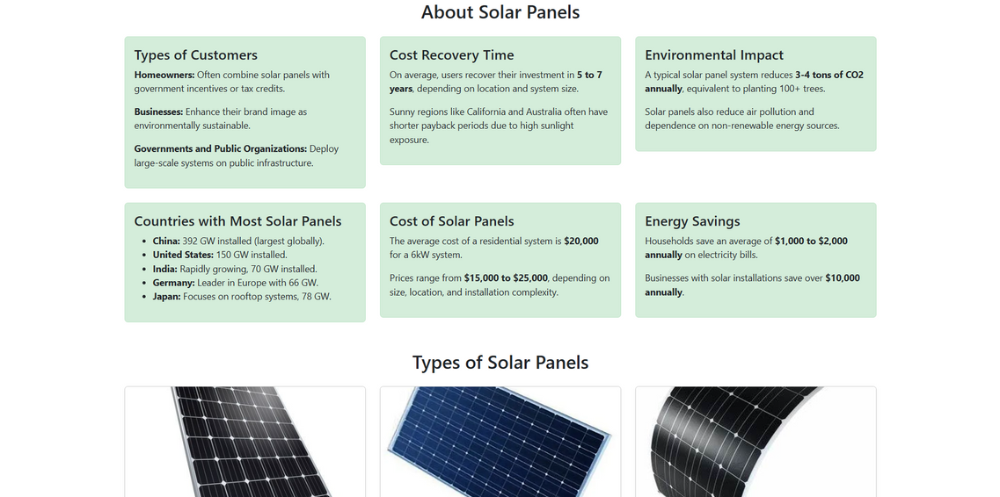 About Solar Panels
Types of Customers
Homeowners: Often combine solar panels with
government incentives or tax credits.
Businesses: Enhance their brand image as
environmentally sustainable.
Governments and Public Organizations: Deploy
large-scale systems on public infrastructure.
Cost Recovery Time
On average, users recover their investment in 5 to 7
years, depending on location and system size.
Sunny regions like California and Australia often have
shorter payback periods due to high sunlight
exposure.
Environmental Impact
A typical solar panel system reduces 3-4 tons of CO2
annually, equivalent to planting 100+ trees.
Solar panels also reduce air pollution and
dependence on non-renewable energy sources.
Countries with Most Solar Panels
• China: 392 GW installed (largest globally).
• United States: 150 GW installed.
• India: Rapidly growing, 70 GW installed.
• Germany: Leader in Europe with 66 GW.
• Japan: Focuses on rooftop systems, 78 GW.
Cost of Solar Panels
The average cost of a residential system is $20,000
for a 6kW system.
Prices range from $15,000 to $25,000, depending on
size, location, and installation complexity.
Energy Savings
Households save an average of $1,000 to $2,000
annually on electricity bills.
Businesses with solar installations save over $10,000
annually.
Types of Solar Panels